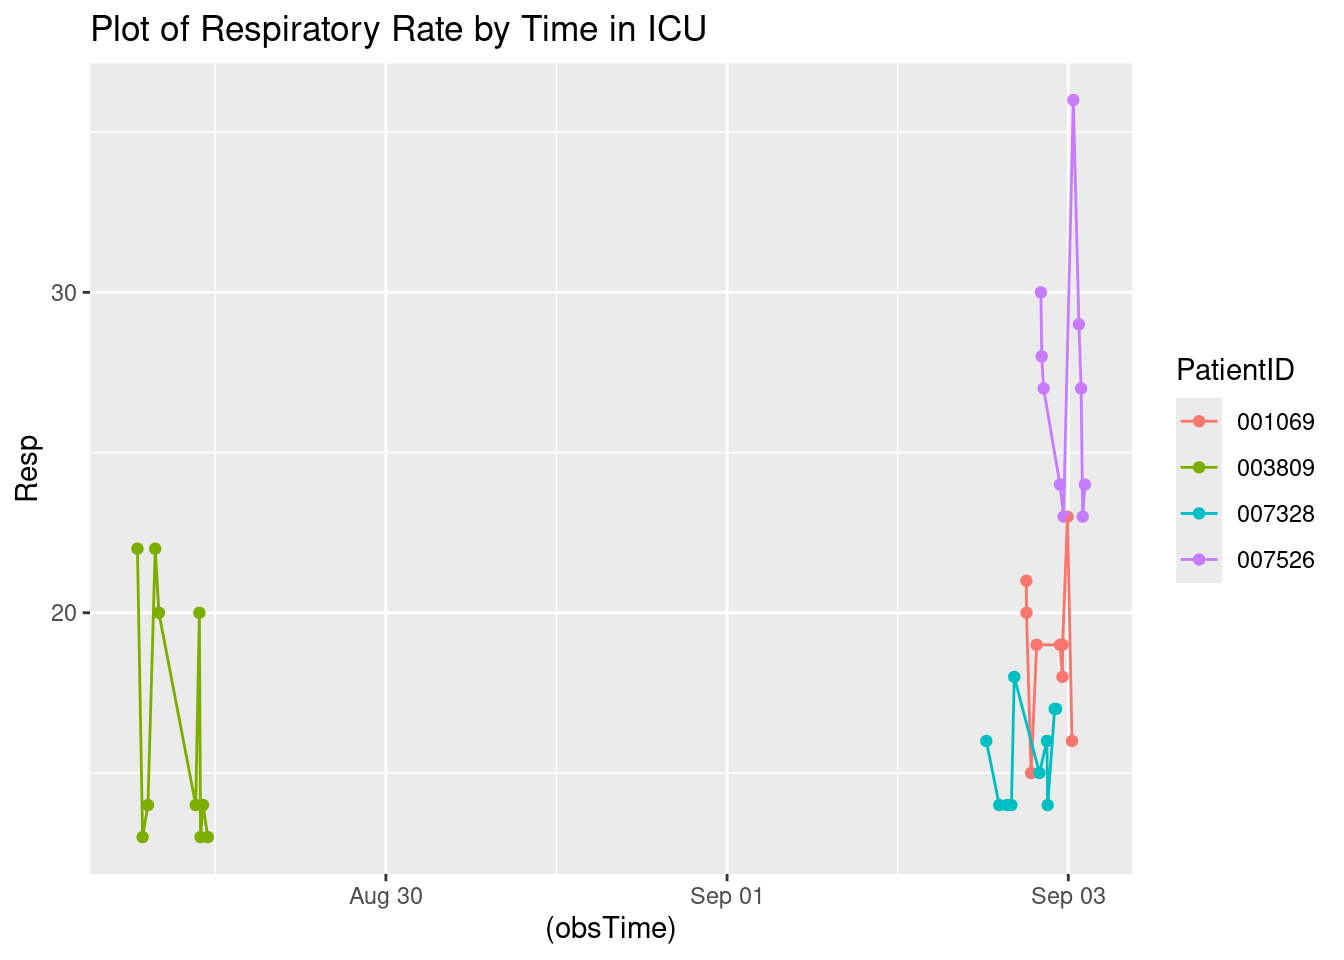 Plot of Respiratory Rate by Time in ICU
Resp
30
20
Aug 30
Sep 01
Sep 03
(obsTime)
PatientID
001069
003809
007328
007526